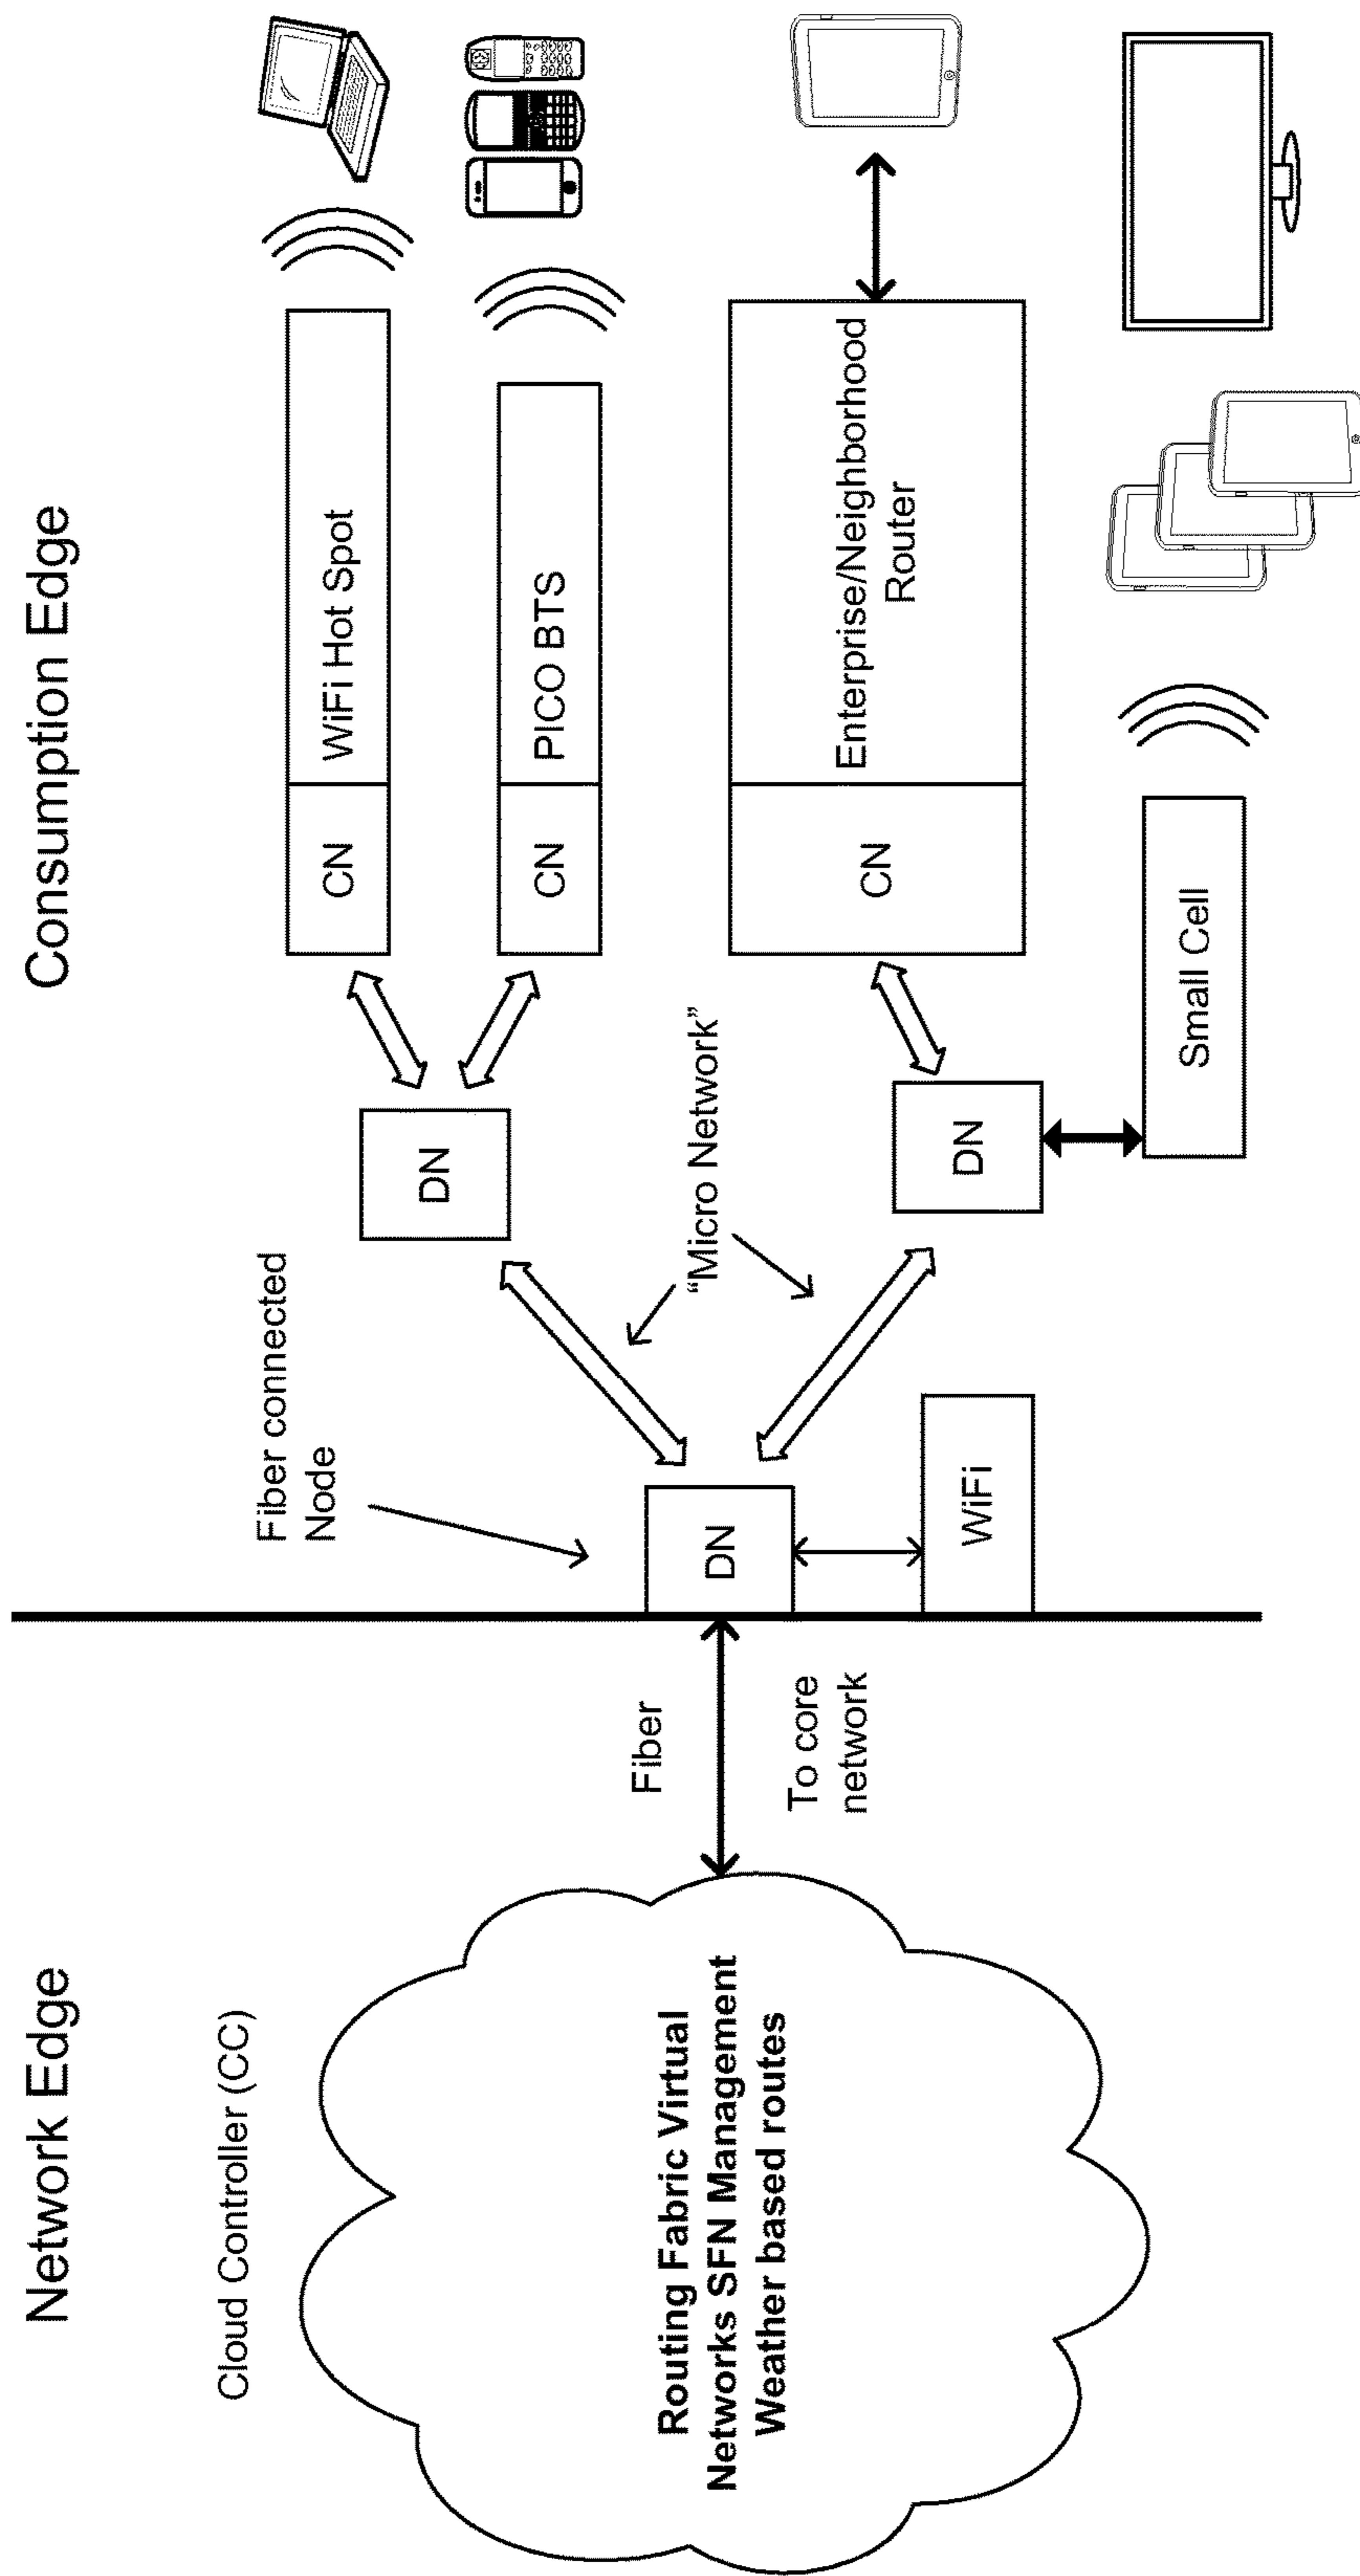 Network Edge
Consumption Edge
Cloud Controller (CC)
Routing Fabric Virtual
Networks SFN Management
Weather based routes
Fiber
To core
network
Fiber connected
Node
DN
WiFi
“Micro Network”
DN
DN
CN
WiFi Hot Spot
CN
PICO BTS
CN
Enterprise/Neighborhood
Router
Small Cell